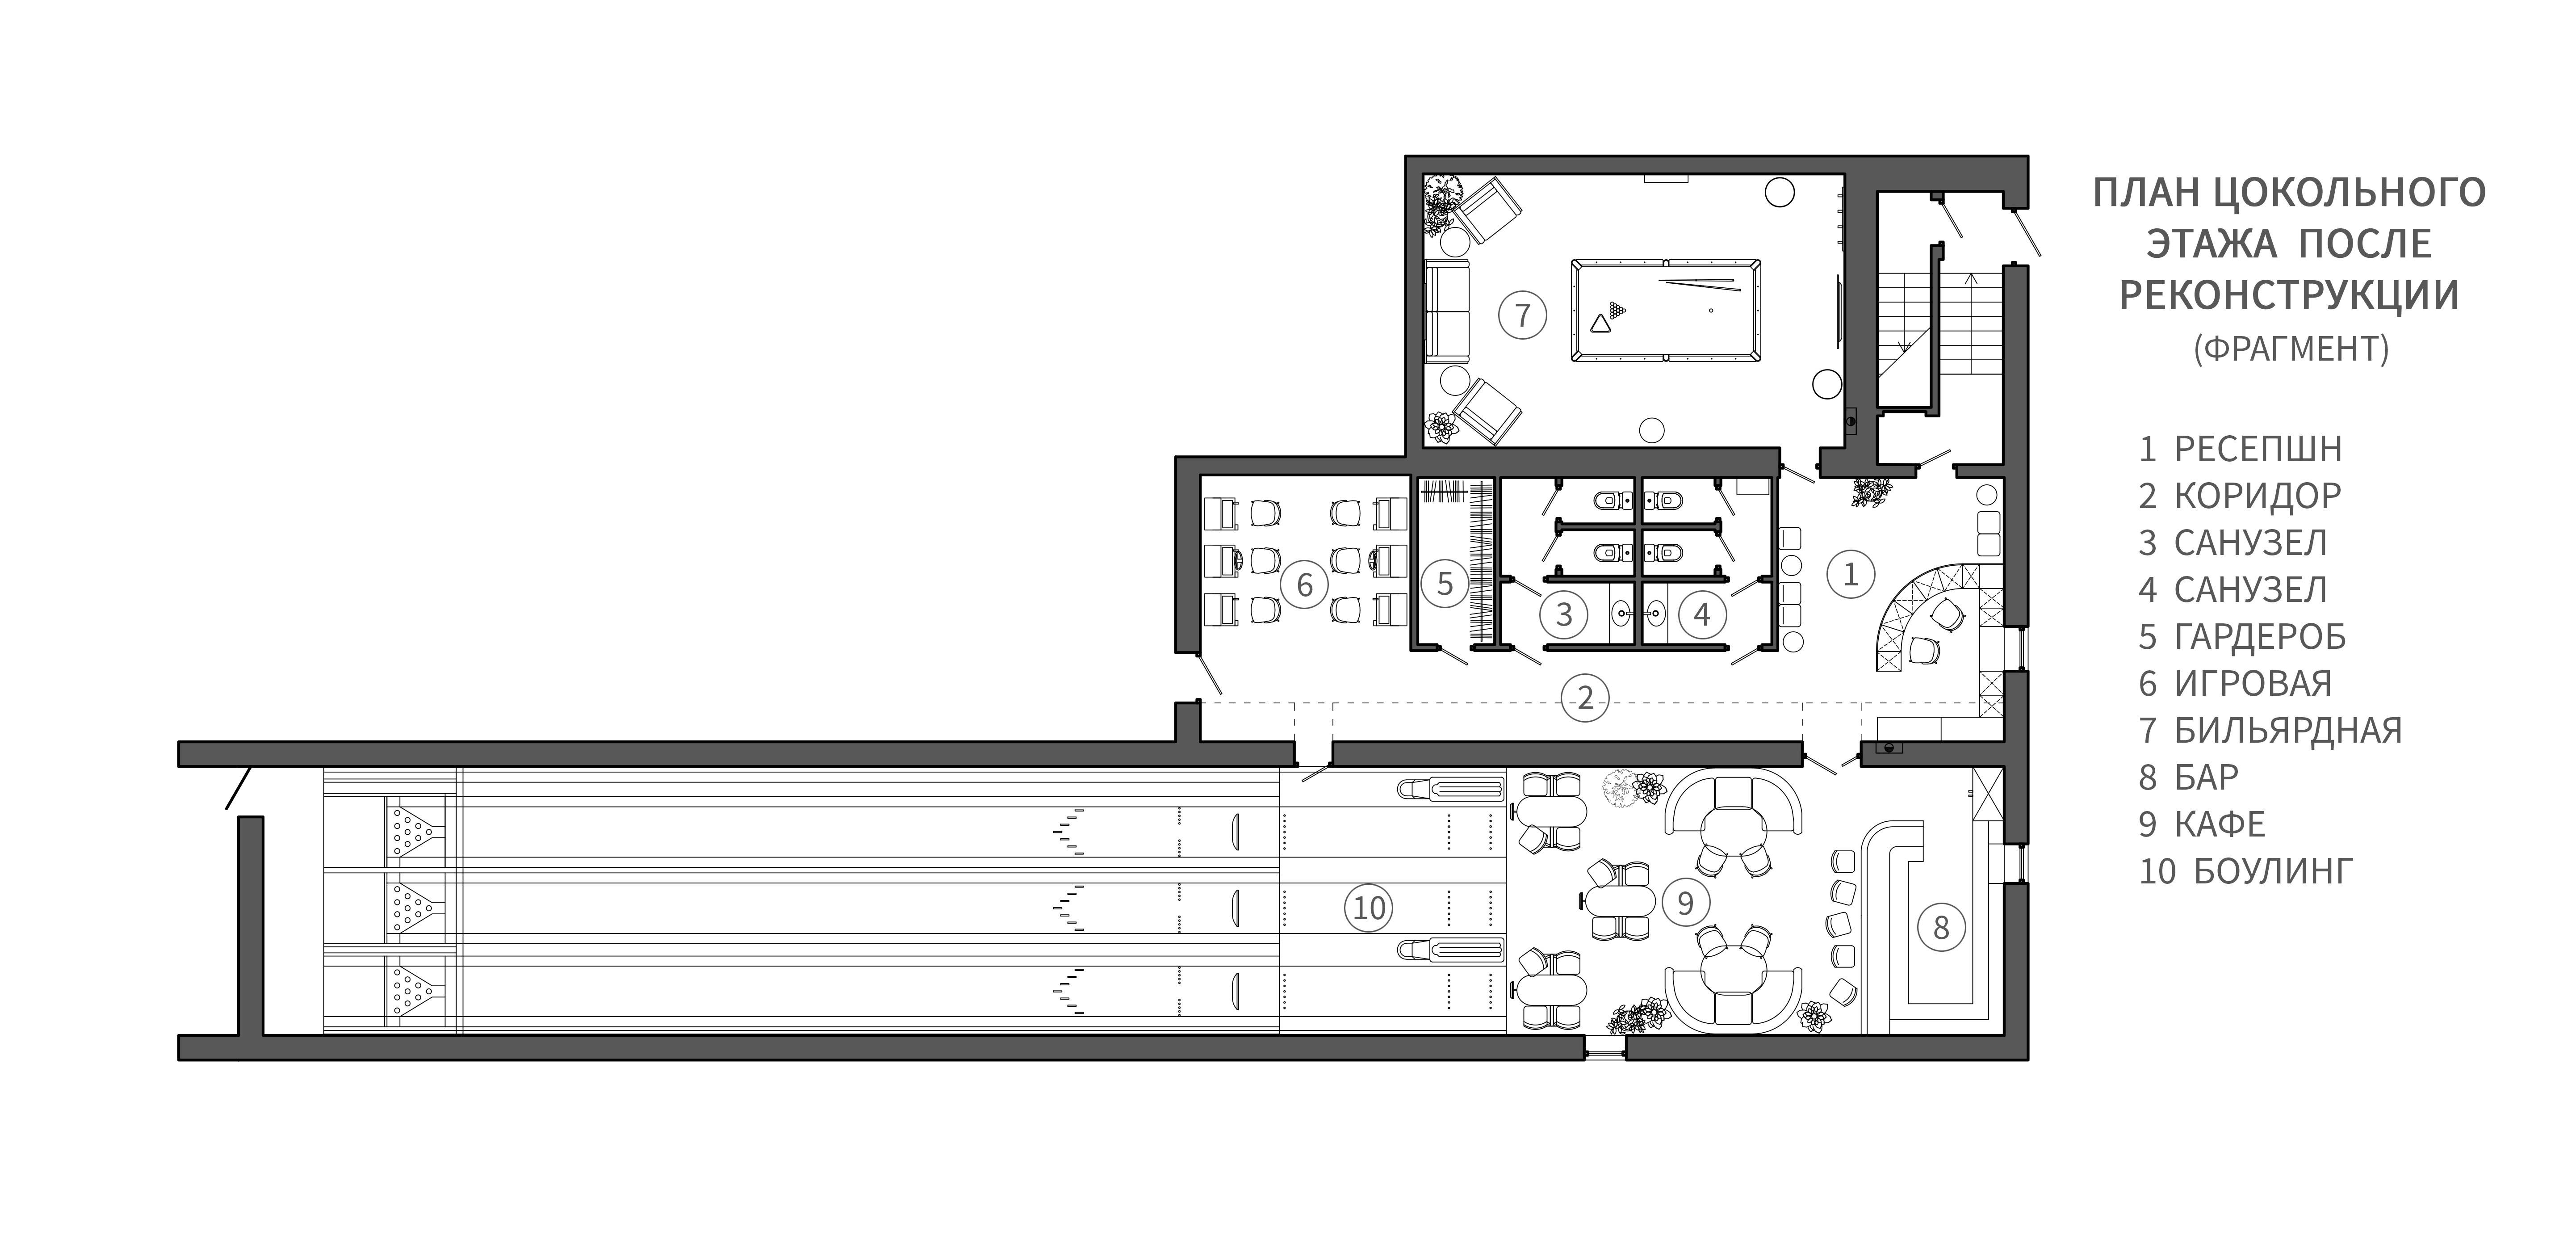 ПЛАН ЦОКОЛЬНОГО
ЭТАЖА ПОСЛЕ
РЕКОНСТРУКЦИИ
(ФРАГМЕНТ)
1 РЕСЕПШН
2 КОРИДОР
3 САНУЗЕЛ
4 САНУЗЕЛ
5 ГАРДЕРОБ
6 ИГРОВАЯ
7 БИЛЬЯРДНАЯ
8 БАР
9 КАФЕ
10 БОУЛИНГ
7
6
5
3
4
1
2
10
9
8